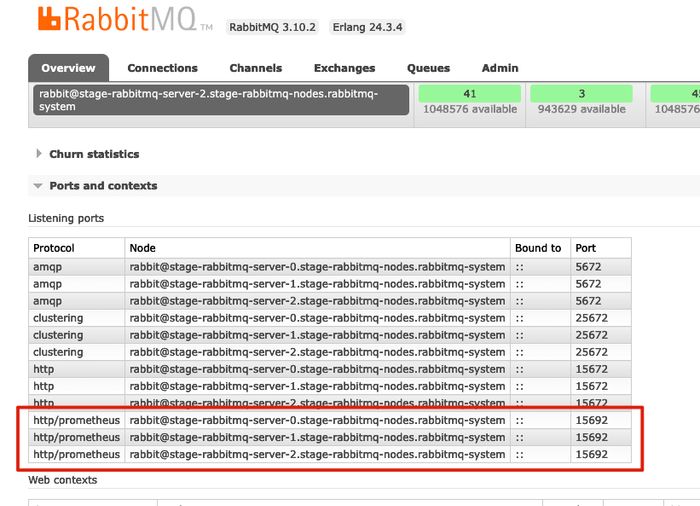 RabbitMQ TM RabbitMQ 3.10.2 Erlang 24.3.4
Overview Connections Channels Exchanges Queues Admin
rabbit@stage-rabbitmq-server-2.stage-rabbitmq-nodes.rabbitmq-system 41 3
1048576 available 943629 available 1048576
Churn statistics
Ports and contexts
Listening ports
Protocol Node Bound to Port
amqp rabbit@stage-rabbitmq-server-0.stage-rabbitmq-nodes.rabbitmq-system :: 5672
amqp rabbit@stage-rabbitmq-server-1.stage-rabbitmq-nodes.rabbitmq-system :: 5672
amqp rabbit@stage-rabbitmq-server-2.stage-rabbitmq-nodes.rabbitmq-system :: 5672
clustering rabbit@stage-rabbitmq-server-0.stage-rabbitmq-nodes.rabbitmq-system :: 25672
clustering rabbit@stage-rabbitmq-server-1.stage-rabbitmq-nodes.rabbitmq-system :: 25672
clustering rabbit@stage-rabbitmq-server-2.stage-rabbitmq-nodes.rabbitmq-system :: 25672
http rabbit@stage-rabbitmq-server-0.stage-rabbitmq-nodes.rabbitmq-system :: 15672
http rabbit@stage-rabbitmq-server-1.stage-rabbitmq-nodes.rabbitmq-system :: 15672
http rabbit@stage-rabbitmq-server-2.stage-rabbitmq-nodes.rabbitmq-system :: 15672
http/prometheus rabbit@stage-rabbitmq-server-0.stage-rabbitmq-nodes.rabbitmq-system :: 15692
http/prometheus rabbit@stage-rabbitmq-server-1.stage-rabbitmq-nodes.rabbitmq-system :: 15692
http/prometheus rabbit@stage-rabbitmq-server-2.stage-rabbitmq-nodes.rabbitmq-system :: 15692
Web contexts